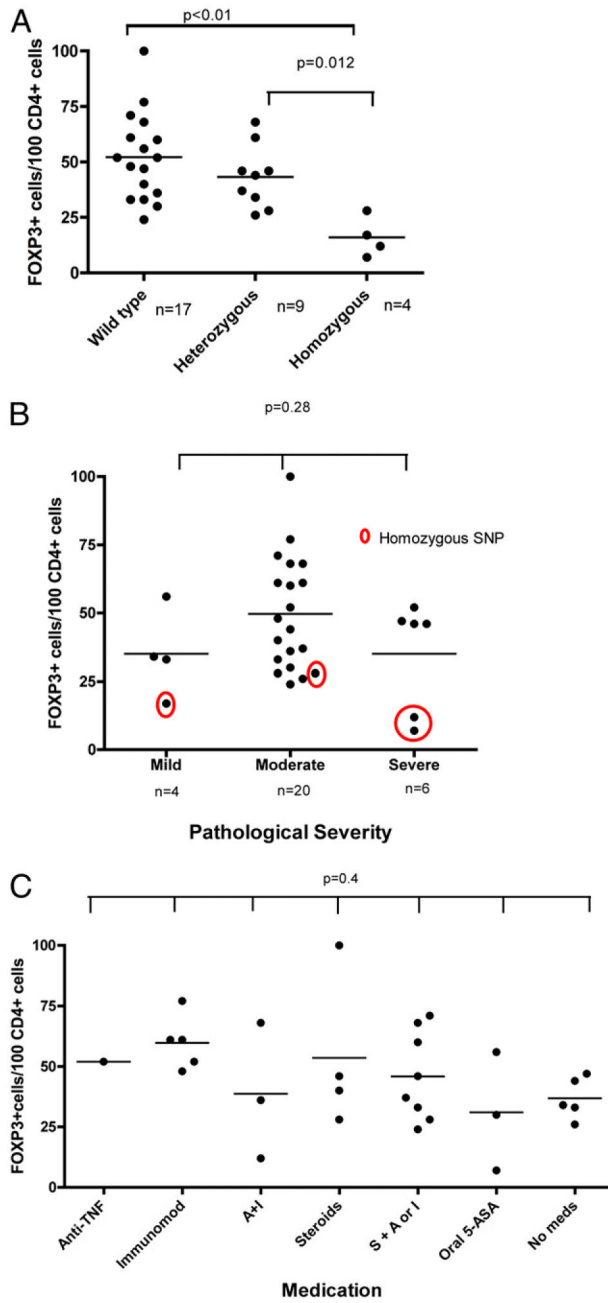 A
p<0.01
p=0.012
FOXP3+ cells/100 CD4+ cells
100
75
50
25
0
Wild type n=17 Heterozygous n=9 Homozygous n=4
B
p=0.28
FOXP3+ cells/100 CD4+ cells
100
75
50
25
0
Homozygous SNP
Mild Moderate Severe
n=4 n=20 n=6
Pathological Severity
C
p=0.4
FOXP3+cells/100 CD4+ cells
100
75
50
25
0
Anti-TNF Immunomod A+I Steroids S + A or I Oral 5-ASA No meds
Medication